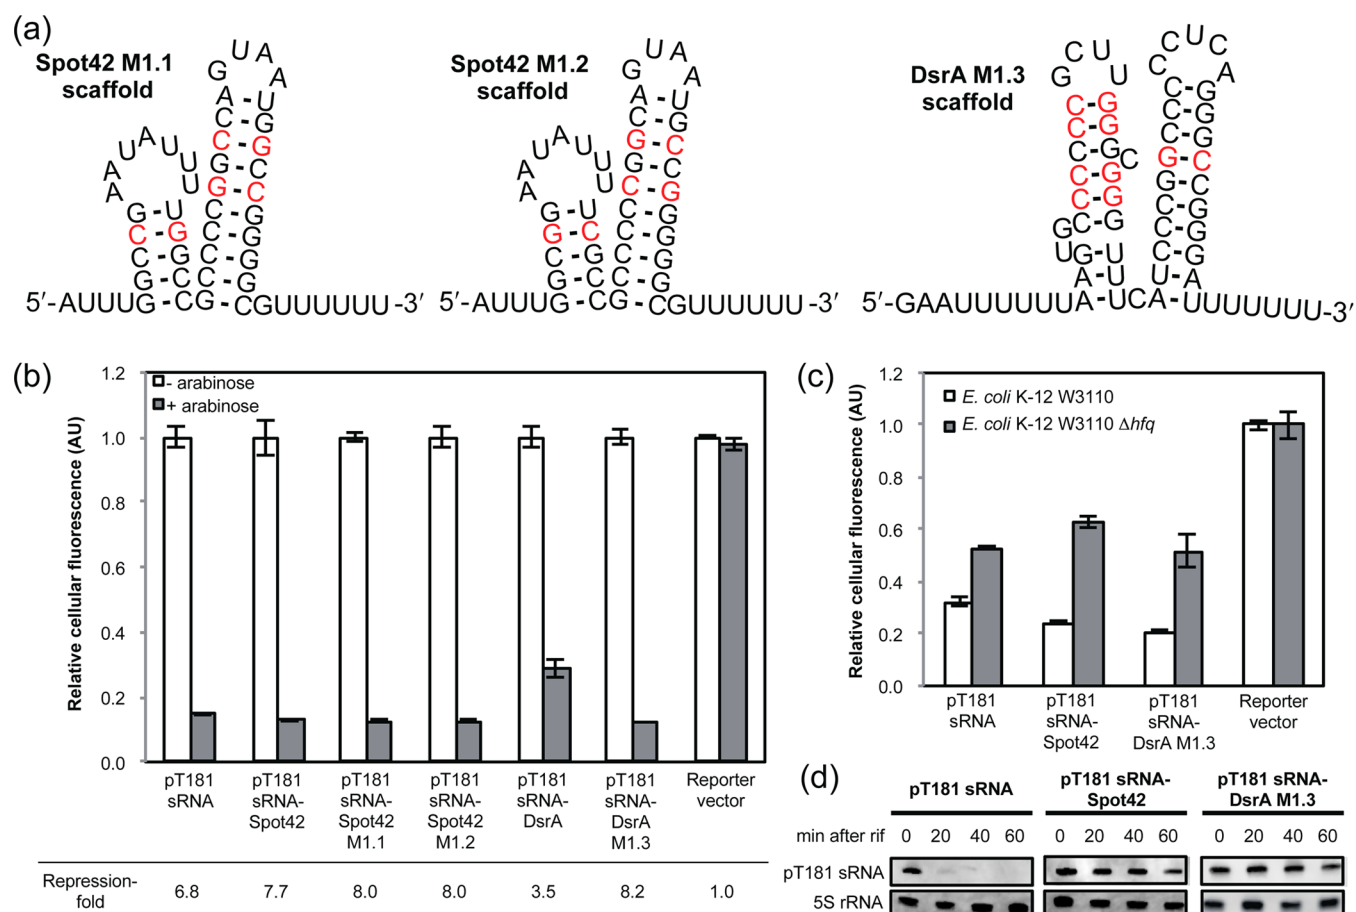 (a)
Spot42 M1.1
scaffold
Spot42 M1.2
scaffold
DsrA M1.3
scaffold
5′-AUUUG
CG
CGUUUUUU-3′
5′-AUUUG
CG
CGUUUUUU-3′
5′-GAAUUUUUUA
UCA
UUUUUUU-3′
(b)
1.2
1.0
0.8
0.6
0.4
0.2
0.0
Relative cellular fluorescence (AU)
- arabinose
+ arabinose
pT181 sRNA
pT181 sRNA-Spot42
pT181 sRNA-Spot42 M1.1
pT181 sRNA-Spot42 M1.2
pT181 sRNA-DsrA
pT181 sRNA-DsrA M1.3
Reporter vector
Repression-fold
6.8 7.7 8.0 8.0 3.5 8.2 1.0
(c)
1.2
1.0
0.8
0.6
0.4
0.2
0.0
Relative cellular fluorescence (AU)
E. coli K-12 W3110
E. coli K-12 W3110 Δhfq
pT181 sRNA
pT181 sRNA-Spot42
pT181 sRNA-DsrA M1.3
Reporter vector
(d)
pT181 sRNA
pT181 sRNA-Spot42
pT181 sRNA-DsrA M1.3
min after rif 0 20 40 60 0 20 40 60 0 20 40 60
pT181 sRNA
5S rRNA